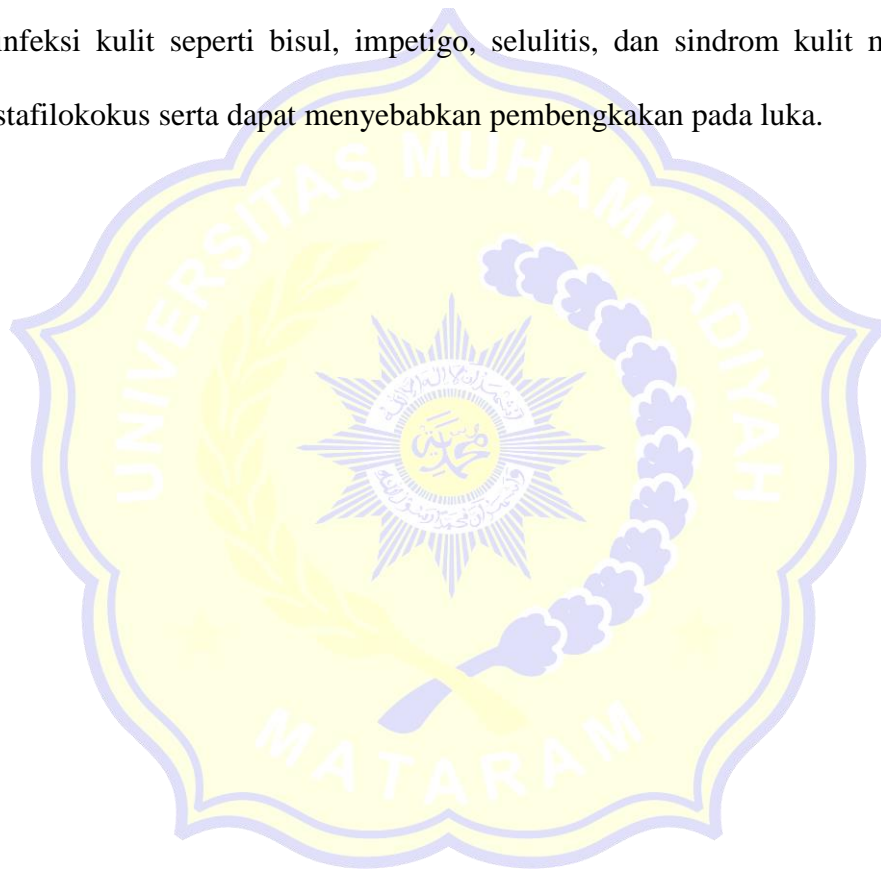 infeksi kulit seperti bisul, impetigo, selulitis, dan sindrom kulit
stafilokokus serta dapat menyebabkan pembengkakan pada luka.
UNIVERSITAS MUHAMMADIYAH
محمد
MATARAM